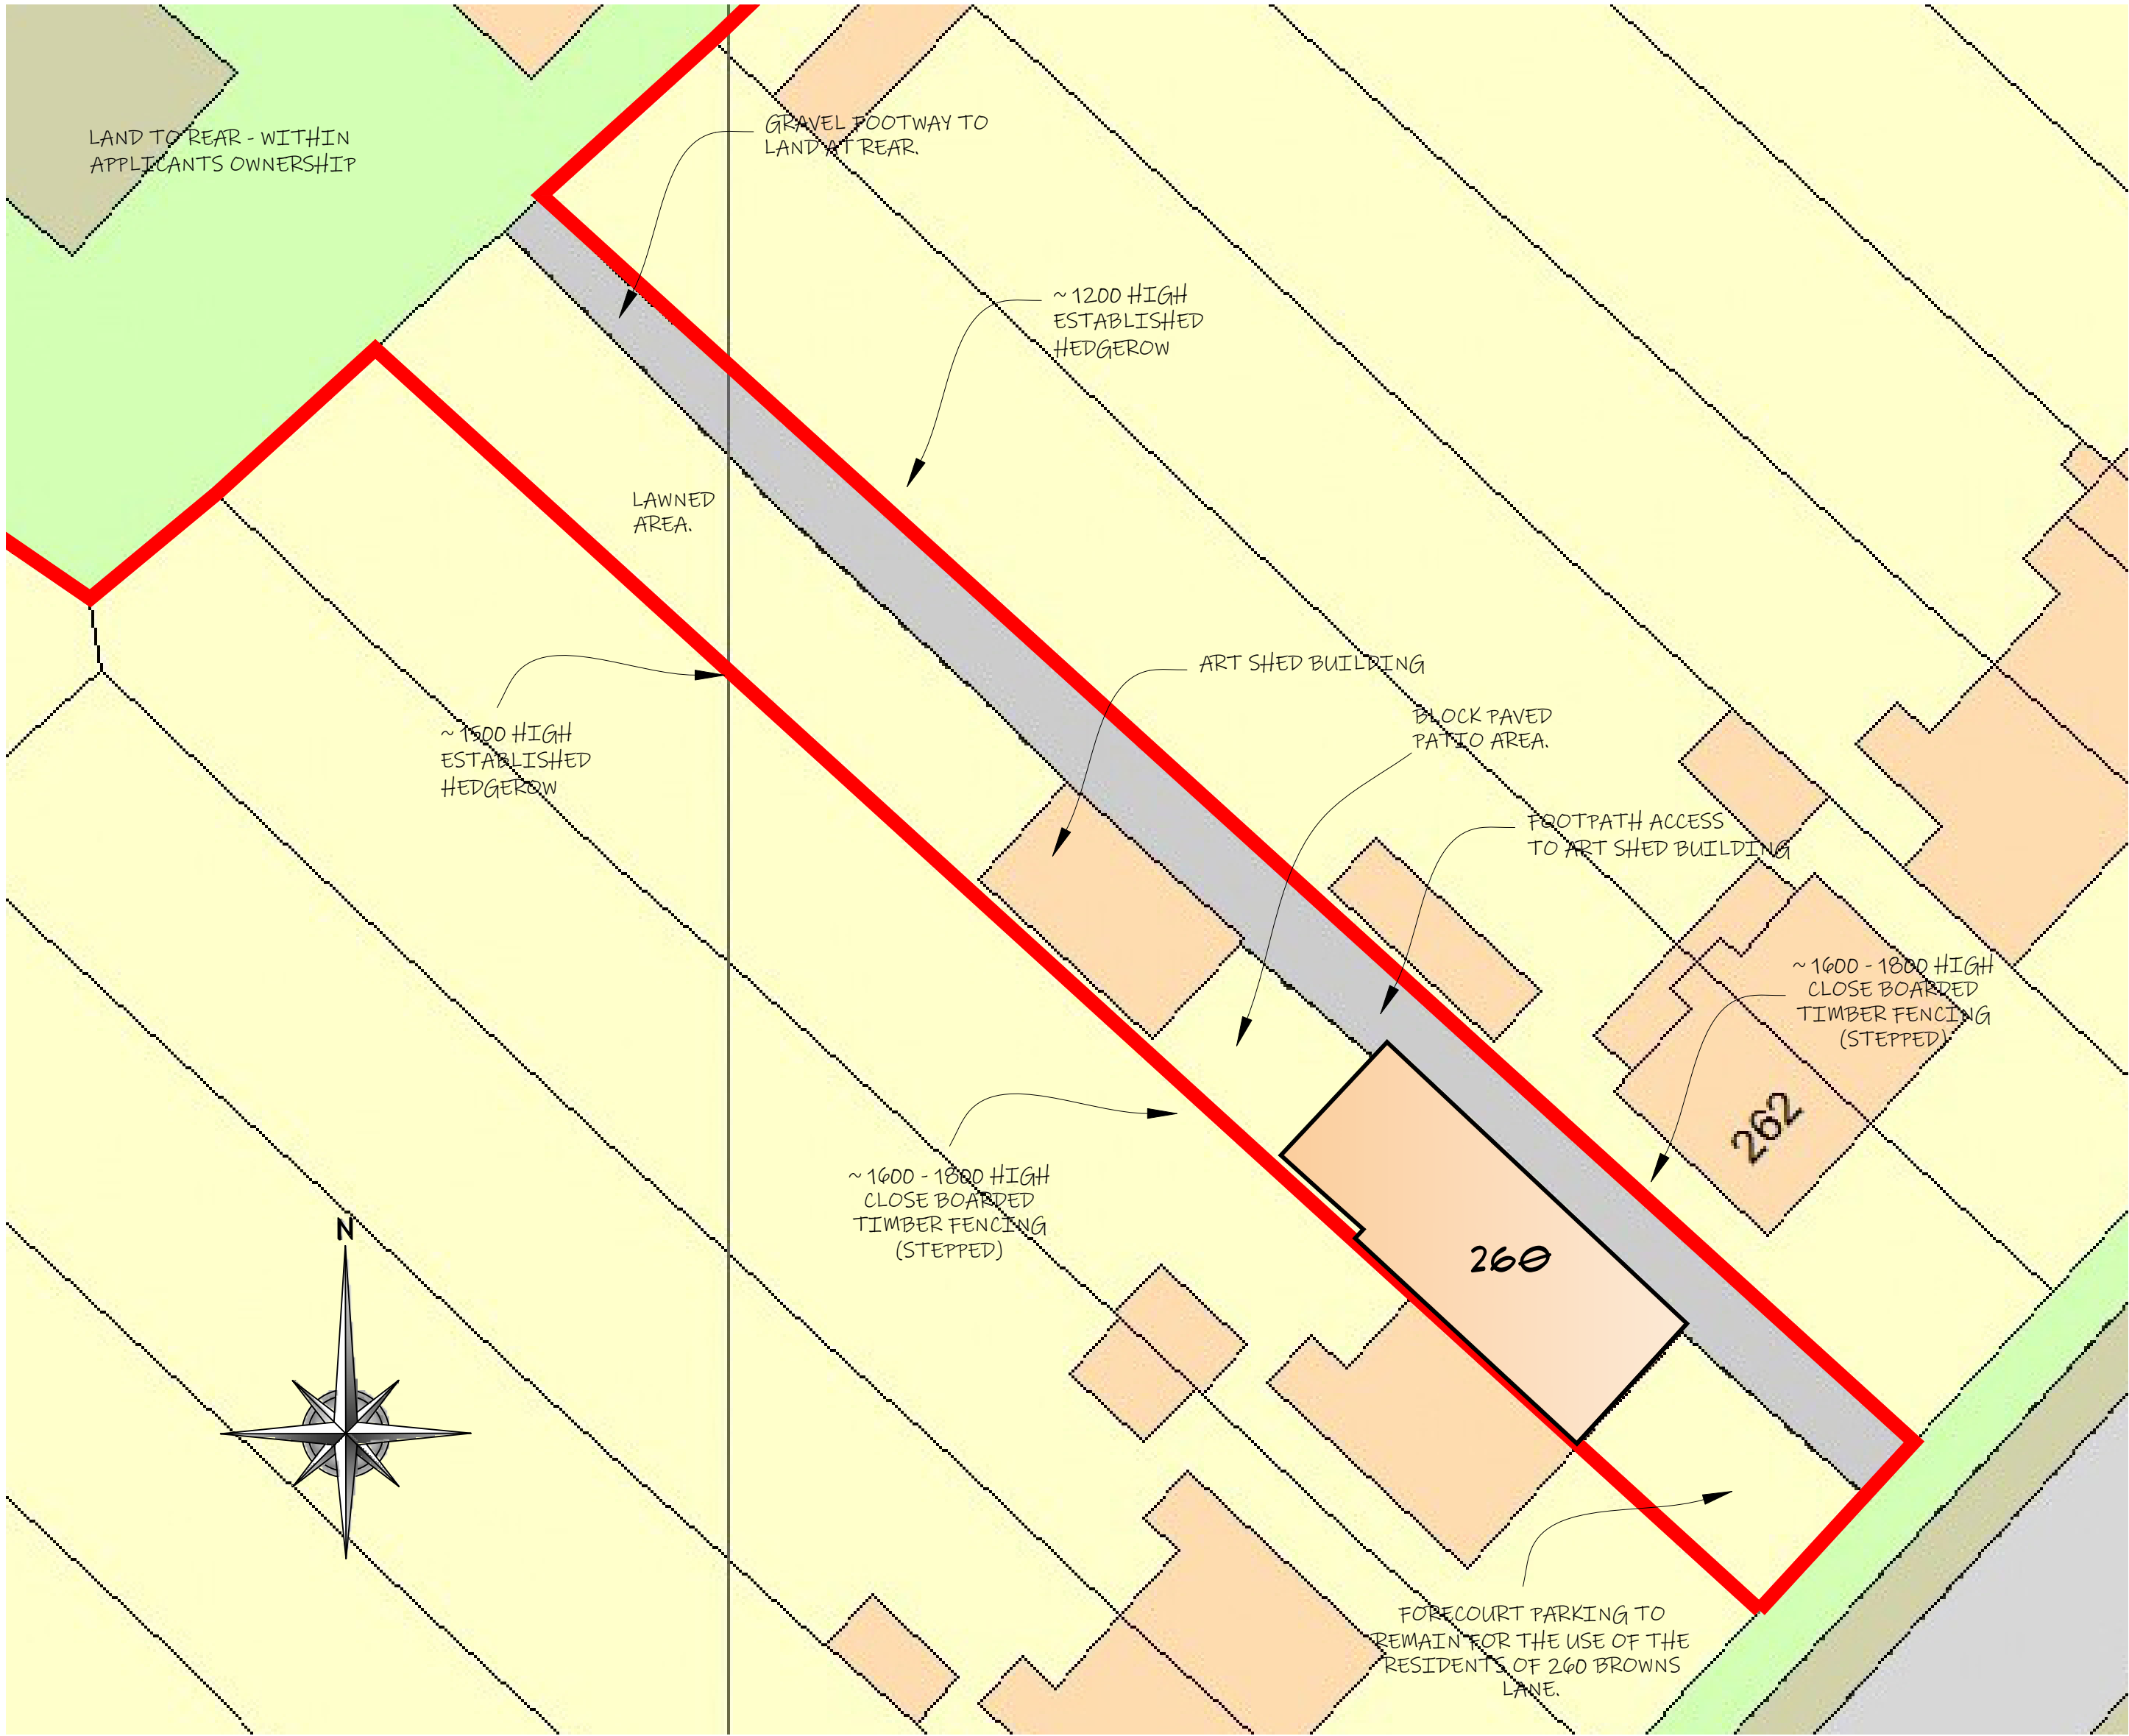 LAND TO REAR - WITHIN
APPLICANTS OWNERSHIP
GRAVEL FOOTWAY TO
LAND AT REAR.
~ 1200 HIGH
ESTABLISHED
HEDGEROW
LAWNED
AREA.
ART SHED BUILDING
BLOCK PAVED
PATIO AREA.
~ 1500 HIGH
ESTABLISHED
HEDGEROW
FOOTPATH ACCESS
TO ART SHED BUILDING
~ 1600 - 1800 HIGH
CLOSE BOARDED
TIMBER FENCING
(STEPPED)
262
~ 1600 - 1800 HIGH
CLOSE BOARDED
TIMBER FENCING
(STEPPED)
N
260
FORECOURT PARKING TO
REMAIN FOR THE USE OF THE
RESIDENTS OF 260 BROWNS
LANE.